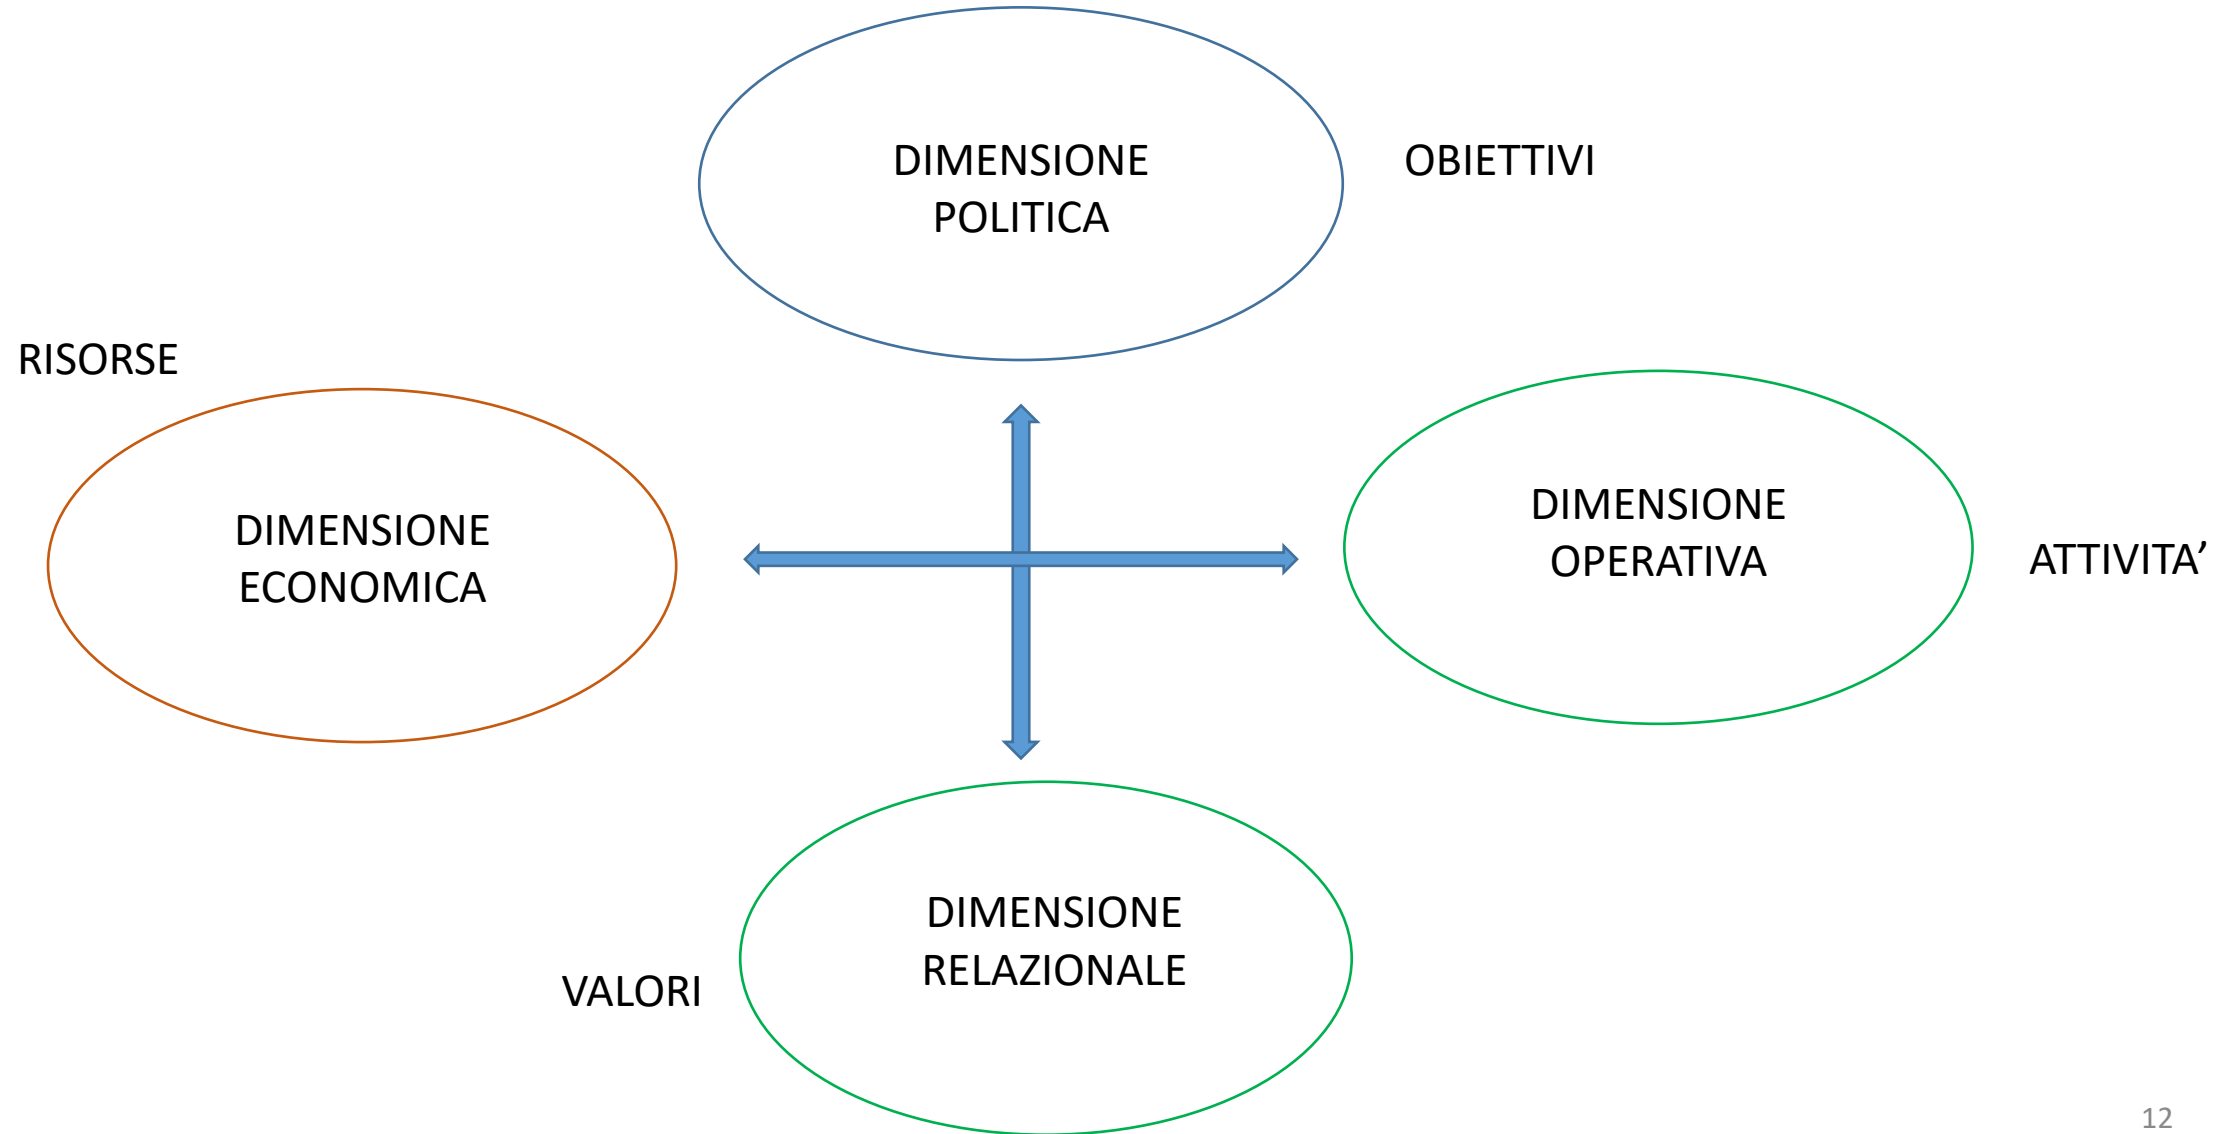 DIMENSIONE
POLITICA
OBIETTIVI
RISORSE
DIMENSIONE
ECONOMICA
DIMENSIONE
OPERATIVA
ATTIVITA’
DIMENSIONE
RELAZIONALE
VALORI
12